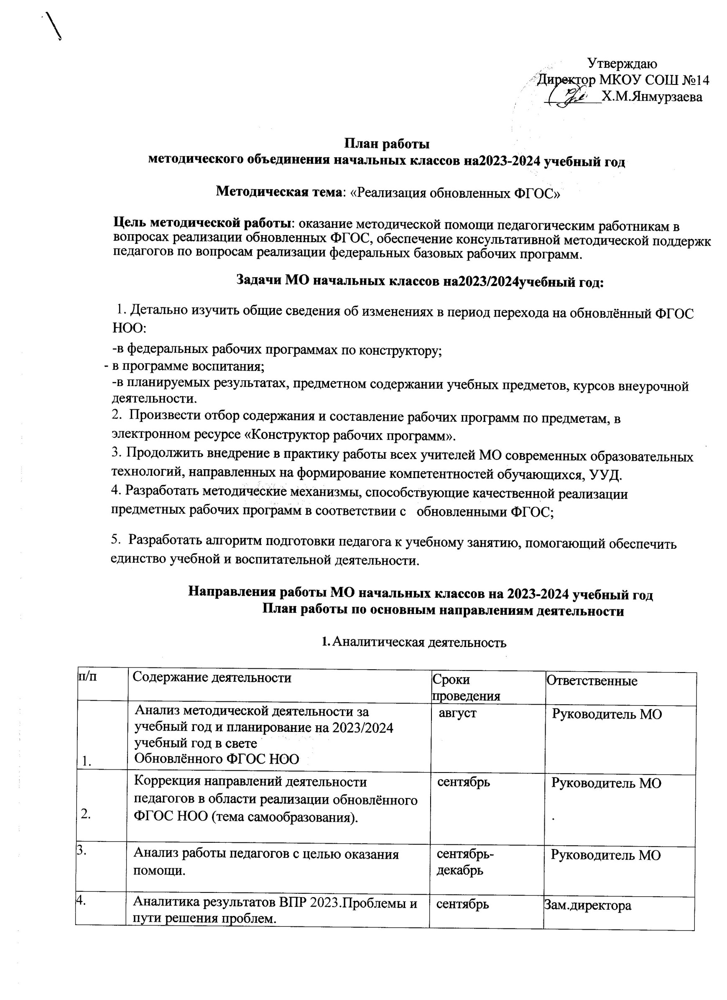 Утверждаю
Директор МКОУ СОШ №14
Х.М.Янмурзаева
План работы
методического объединения начальных классов на2023-2024 учебный год
Методическая тема: «Реализация обновленных ФГОС»
Цель методической работы: оказание методической помощи педагогическим работникам в
вопросах реализации обновленных ФГОС, обеспечение консультативной методической поддержк
педагогов по вопросам реализации федеральных базовых рабочих программ.
Задачи МО начальных классов на2023/2024учебный год:
1. Детально изучить общие сведения об изменениях в период перехода на обновлённый ФГОС
НОО:
-в федеральных рабочих программах по конструктору;
- в программе воспитания;
-в планируемых результатах, предметном содержании учебных предметов, курсов внеурочной
деятельности.
2. Произвести отбор содержания и составление рабочих программ по предметам, в
электронном ресурсе «Конструктор рабочих программ».
3. Продолжить внедрение в практику работы всех учителей МО современных образовательных
технологий, направленных на формирование компетентностей обучающихся, УУД.
4. Разработать методические механизмы, способствующие качественной реализации
предметных рабочих программ в соответствии с обновленными ФГОС;
5. Разработать алгоритм подготовки педагога к учебному занятию, помогающий обеспечить
единство учебной и воспитательной деятельности.
Направления работы МО начальных классов на 2023-2024 учебный год
План работы по основным направлениям деятельности
1. Аналитическая деятельность
п/п Содержание деятельности Сроки Ответственные
проведения
Анализ методической деятельности за август Руководитель МО
учебный год и планирование на 2023/2024
учебный год в свете
1. Обновлённого ФГОС НОО
Коррекция направлений деятельности сентябрь Руководитель МО
педагогов в области реализации обновлённого
2. ФГОС НОО (тема самообразования). .
3. Анализ работы педагогов с целью оказания сентябрь- Руководитель МО
помощи. декабрь
4. Аналитика результатов ВПР 2023.Проблемы и сентябрь Зам.директора
пути решения проблем.